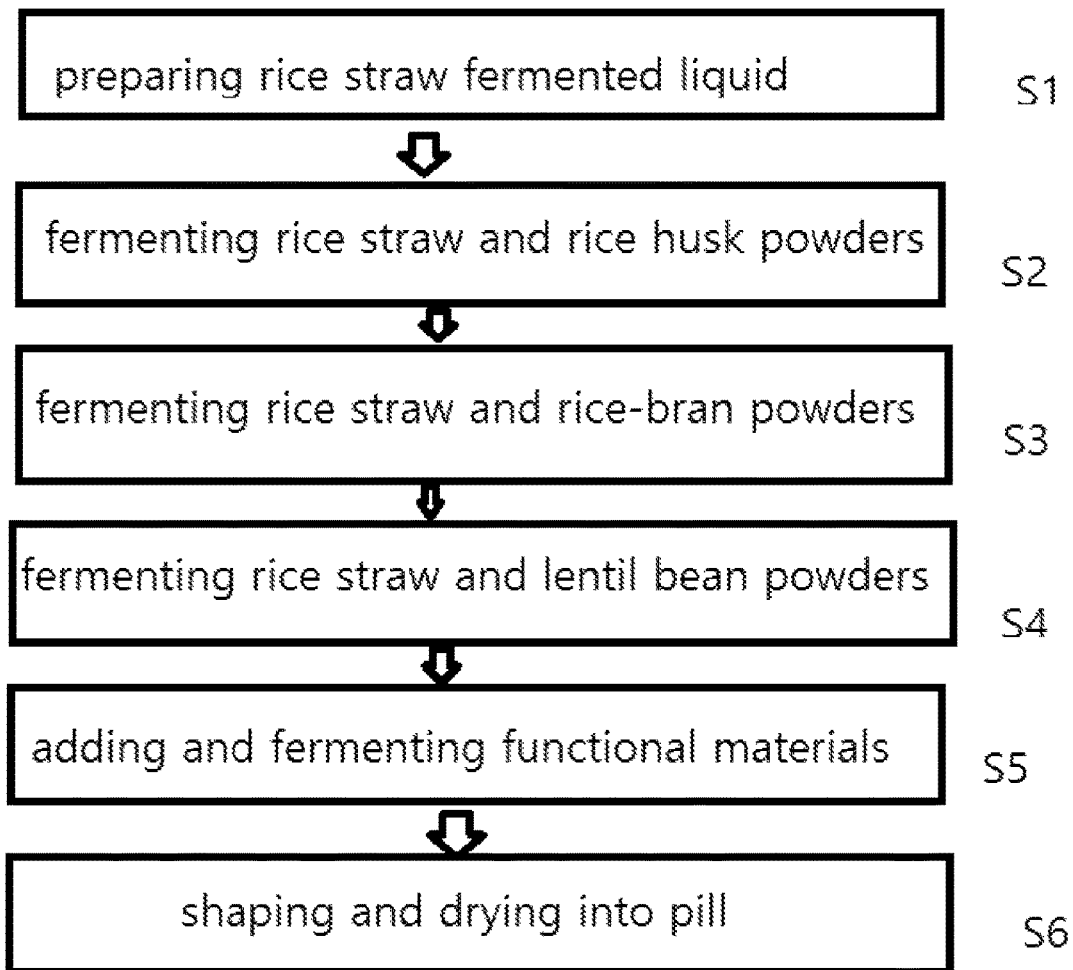 preparing rice straw fermented liquid
S1
fermenting rice straw and rice husk powders
S2
fermenting rice straw and rice-bran powders
S3
fermenting rice straw and lentil bean powders
S4
adding and fermenting functional materials
S5
shaping and drying into pill
S6